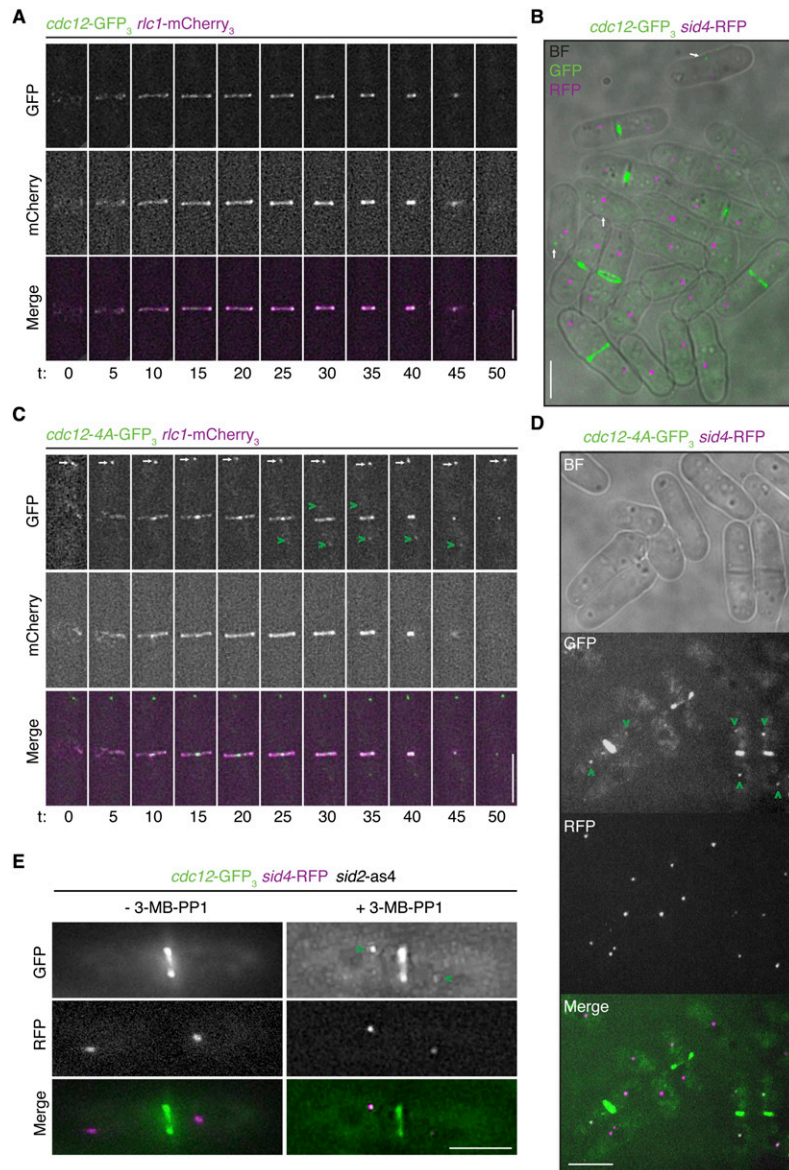 A
cdc12-GFP3 rlc1-mCherry3
GFP
mCherry
Merge
t: 0 5 10 15 20 25 30 35 40 45 50
B
cdc12-GFP3 sid4-RFP
BF
GFP
RFP
C
cdc12-4A-GFP3 rlc1-mCherry3
GFP
mCherry
Merge
t: 0 5 10 15 20 25 30 35 40 45 50
D
cdc12-4A-GFP3 sid4-RFP
BF
GFP
RFP
Merge
E
cdc12-GFP3 sid4-RFP sid2-as4
- 3-MB-PP1 + 3-MB-PP1
GFP
RFP
Merge